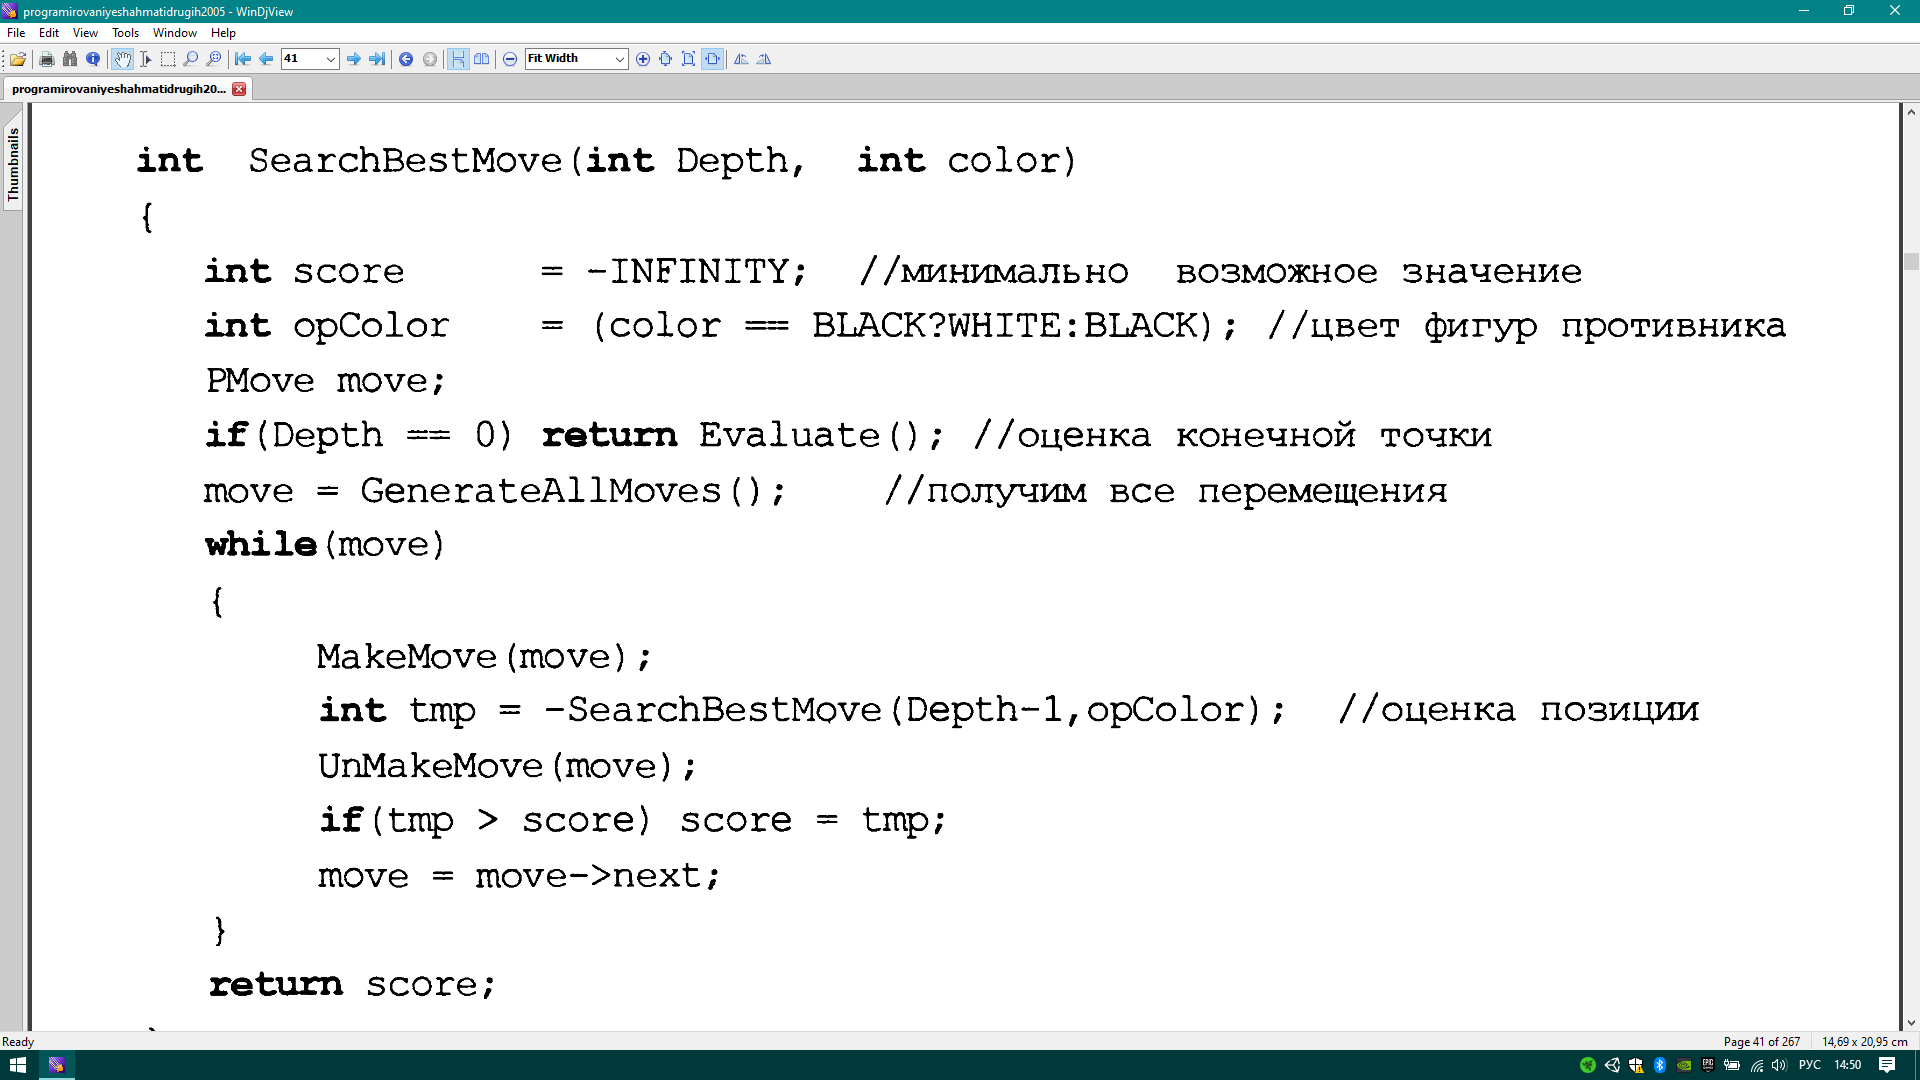 programirovaniyeshahmatidrugih2005 - WinDjView
File Edit View Tools Window Help
41 Fit Width
programirovaniyeshahmatidrugih20...
Thumbnails
int SearchBestMove(int Depth, int color)
{
int score = -INFINITY; //минимально возможное значение
int opColor = (color == BLACK?WHITE:BLACK); //цвет фигур противника
PMove move;
if(Depth == 0) return Evaluate(); //оценка конечной точки
move = GenerateAllMoves(); //получим все перемещения
while(move)
{
MakeMove(move);
int tmp = -SearchBestMove(Depth-1,opColor); //оценка позиции
UnMakeMove(move);
if(tmp > score) score = tmp;
move = move->next;
}
return score;
Ready Page 41 of 267 14,69 x 20,95 cm
РУС 14:50